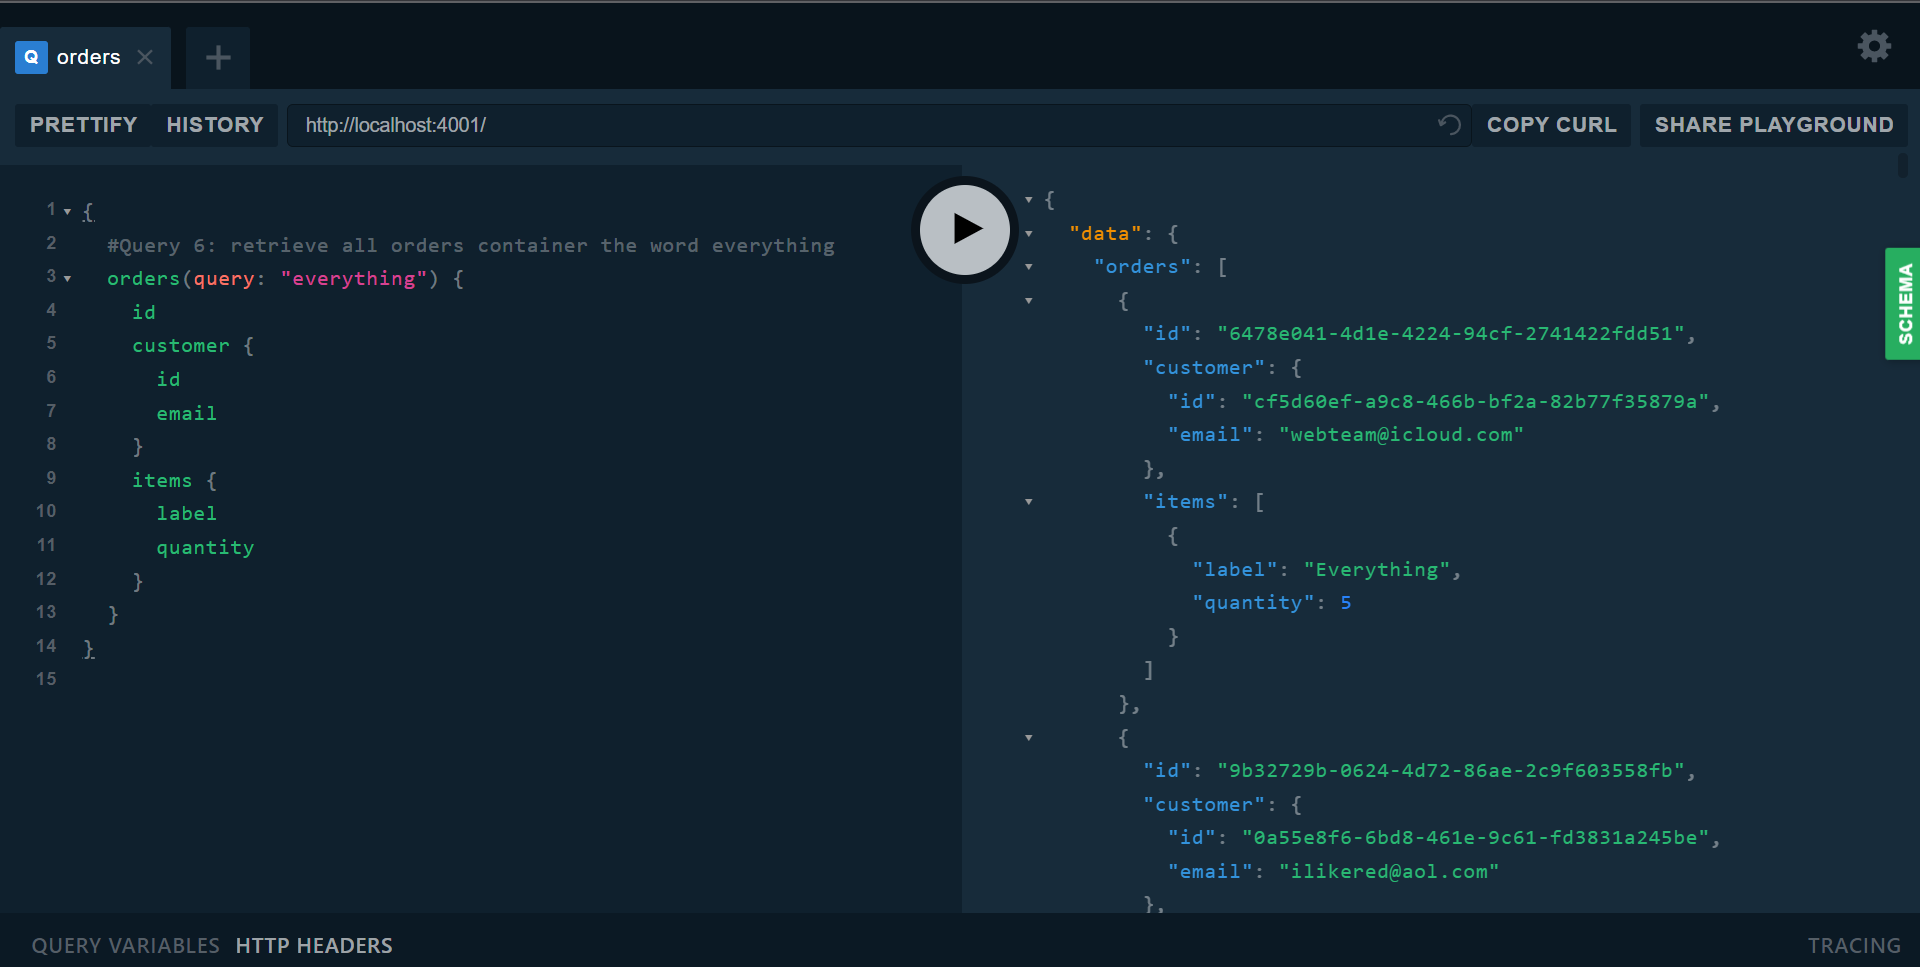 Q orders
PRETTIFY HISTORY http://localhost:4001/ COPY CURL SHARE PLAYGROUND
1 {
2 #Query 6: retrieve all orders container the word everything
3 orders(query: "everything") {
4 id
5 customer {
6 id
7 email
8 }
9 items {
10 label
11 quantity
12 }
13 }
14 }
15
{
"data": {
"orders": [
{
"id": "6478e041-4d1e-4224-94cf-2741422fdd51",
"customer": {
"id": "cf5d60ef-a9c8-466b-bf2a-82b77f35879a",
"email": "webteam@icloud.com"
},
"items": [
{
"label": "Everything",
"quantity": 5
}
]
},
{
"id": "9b32729b-0624-4d72-86ae-2c9f603558fb",
"customer": {
"id": "0a55e8f6-6bd8-461e-9c61-fd3831a245be",
"email": "ilikered@aol.com"
},
SCHEMA
QUERY VARIABLES HTTP HEADERS
TRACING